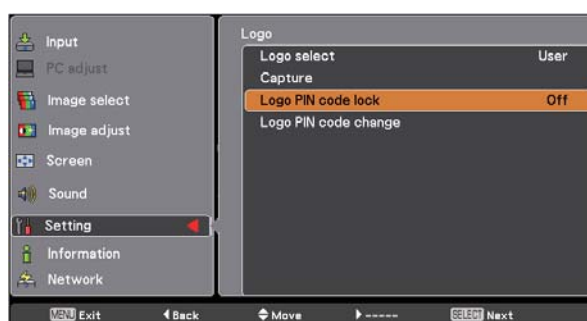 Input
PC adjust
Image select
Image adjust
Screen
Sound
Setting
Information
Network
Logo
Logo select User
Capture
Logo PIN code lock Off
Logo PIN code change
MENU Exit Back Move ----- SELECT Next